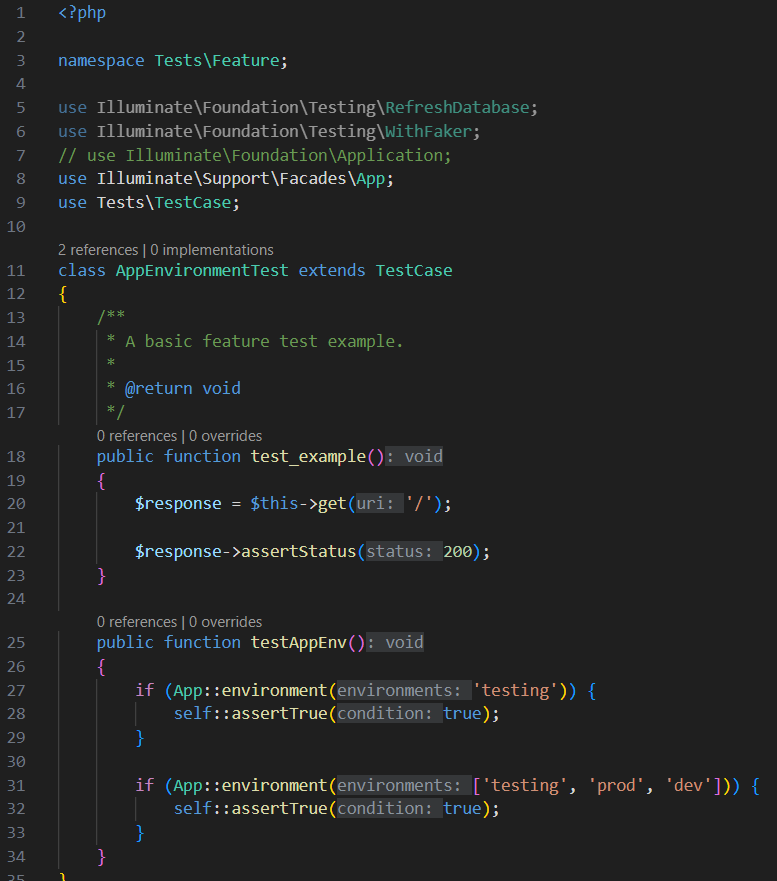 1 <?php
2
3 namespace Tests\Feature;
4
5 use Illuminate\Foundation\Testing\RefreshDatabase;
6 use Illuminate\Foundation\Testing\WithFaker;
7 // use Illuminate\Foundation\Application;
8 use Illuminate\Support\Facades\App;
9 use Tests\TestCase;
10
2 references | 0 implementations
11 class AppEnvironmentTest extends TestCase
12 {
13     /**
14      * A basic feature test example.
15      *
16      * @return void
17      */
0 references | 0 overrides
18     public function test_example(): void
19     {
20         $response = $this->get(uri: '/');
21
22         $response->assertStatus(status: 200);
23     }
24
0 references | 0 overrides
25     public function testAppEnv(): void
26     {
27         if (App::environment(environments: 'testing')) {
28             self::assertTrue(condition: true);
29         }
30
31         if (App::environment(environments: ['testing', 'prod', 'dev'])) {
32             self::assertTrue(condition: true);
33         }
34     }
35 }